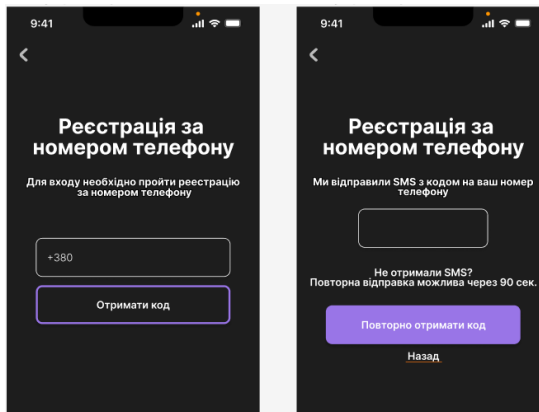 9:41
Реєстрація за
номером телефону
Для входу необхідно пройти реестрацію
за номером телефону
+380
Отримати код
9:41
Реєстрація за
номером телефону
Ми відправили SMS з кодом на ваш номер
телефону
Не отримали SMS?
Повторна відправка можлива через 90 сек.
Повторно отримати код
Назад